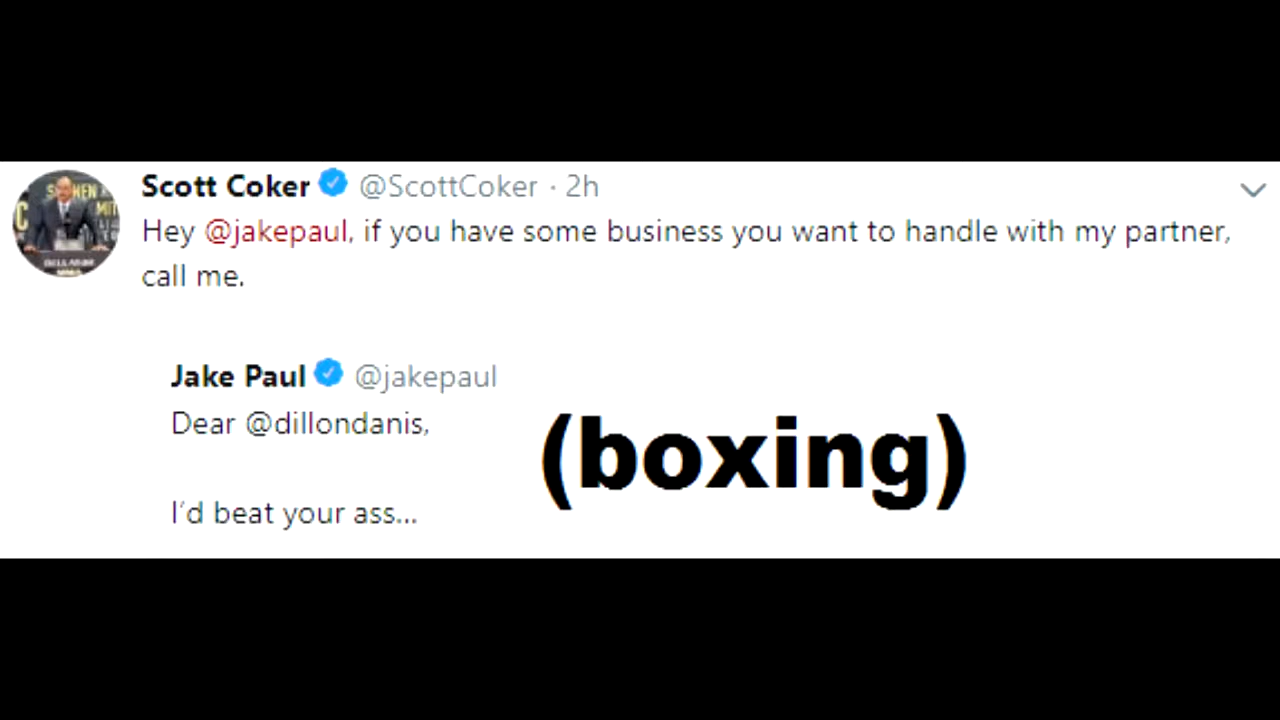 Scott Coker @ScottCoker · 2h
Hey @jakepaul, if you have some business you want to handle with my partner,
call me.
Jake Paul @jakepaul
Dear @dillondanis,
(boxing)
I'd beat your ass...